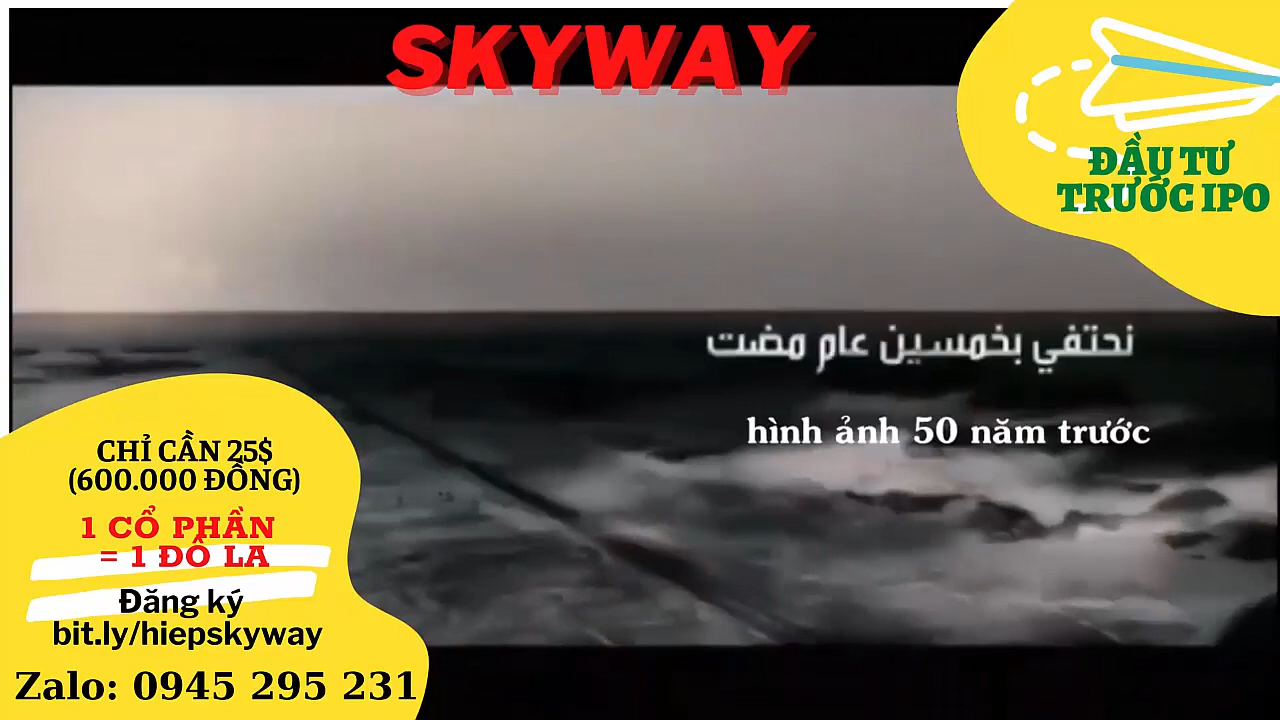 SKYWAY
ĐẦU TƯ
TRƯỚC IPO
نحتفي بخمسين عام مضت
hình ảnh 50 năm trước
CHỈ CẦN 25$
(600.000 ĐỒNG)
1 CỔ PHẦN
= 1 ĐÔ LA
Đăng ký
bit.ly/hiepskyway
Zalo: 0945 295 231